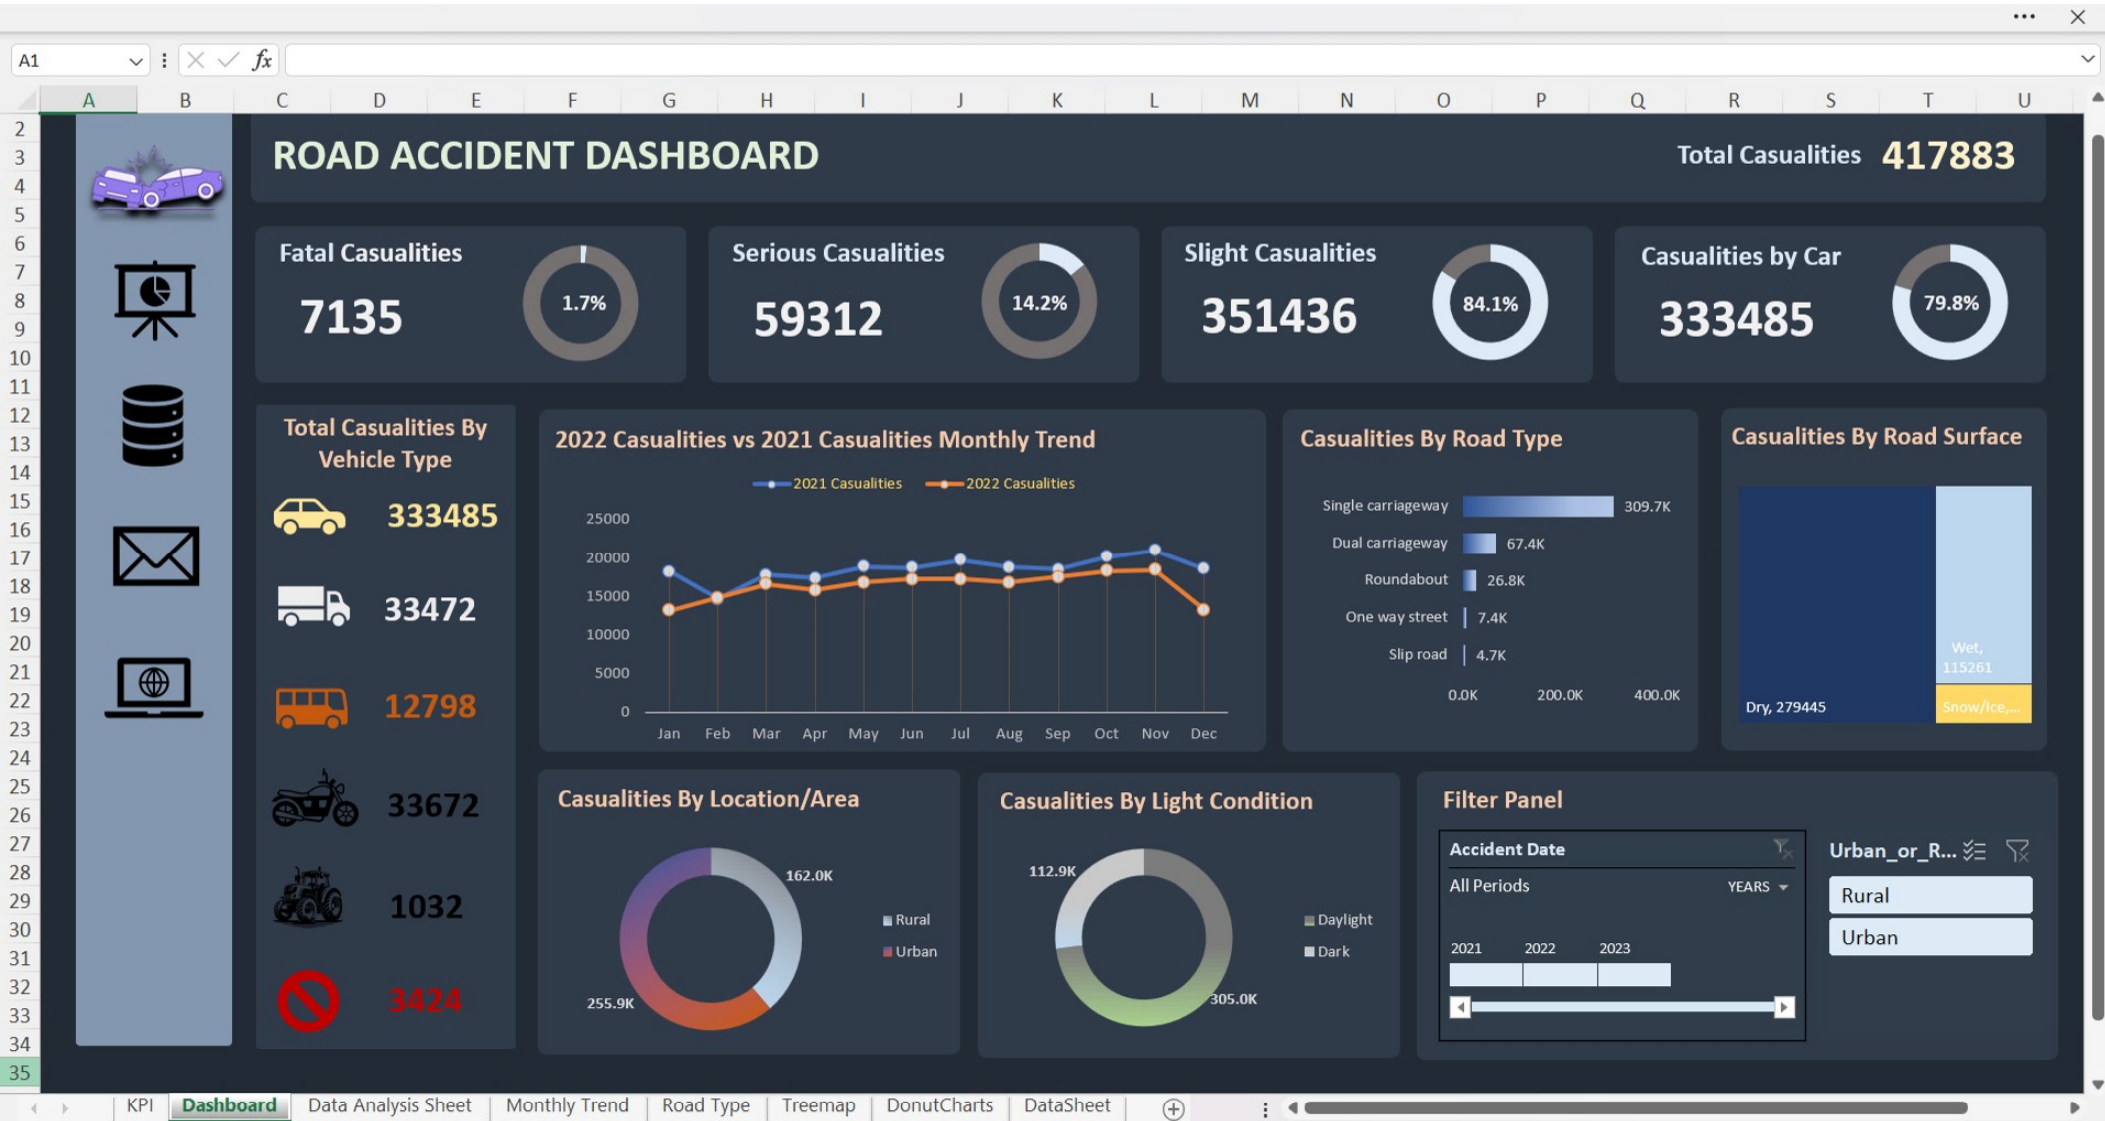 A1
fx
A B C D E F G H I J K L M N O P Q R S T U
2
3
4
5
6
7
8
9
10
11
12
13
14
15
16
17
18
19
20
21
22
23
24
25
26
27
28
29
30
31
32
33
34
35
ROAD ACCIDENT DASHBOARD
Total Casualities 417883
Fatal Casualities
7135
1.7%
Serious Casualities
59312
14.2%
Slight Casualities
351436
84.1%
Casualities by Car
333485
79.8%
Total Casualities By
Vehicle Type
333485
33472
12798
33672
1032
3424
2022 Casualities vs 2021 Casualities Monthly Trend
2021 Casualities 2022 Casualities
25000
20000
15000
10000
5000
0
Jan Feb Mar Apr May Jun Jul Aug Sep Oct Nov Dec
Casualities By Road Type
Single carriageway 309.7K
Dual carriageway 67.4K
Roundabout 26.8K
One way street 7.4K
Slip road 4.7K
0.0K 200.0K 400.0K
Casualities By Road Surface
Wet,
115261
Dry, 279445
Snow/Ice,...
Casualities By Location/Area
162.0K
Rural
Urban
255.9K
Casualities By Light Condition
112.9K
Daylight
Dark
305.0K
Filter Panel
Accident Date
All Periods YEARS
2021 2022 2023
Urban_or_R...
Rural
Urban
KPI Dashboard Data Analysis Sheet Monthly Trend Road Type Treemap DonutCharts DataSheet